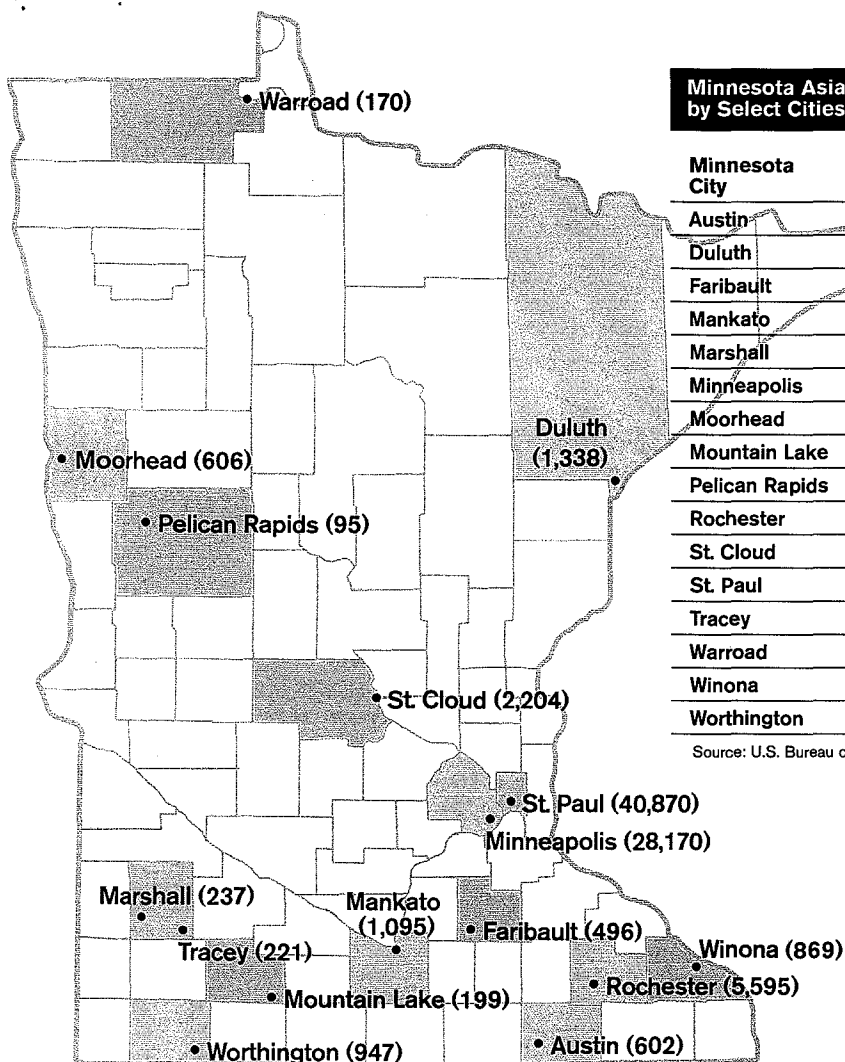 Warroad (170)
Moorhead (606)
Duluth
(1,338)
Pelican Rapids (95)
St. Cloud (2,204)
St. Paul (40,870)
Minneapolis (28,170)
Marshall (237)
Mankato
(1,095)
Faribault (496)
Winona (869)
Tracey (221)
Rochester (5,595)
Mountain Lake (199)
Worthington (947)
Austin (602)
Minnesota Asia
by Select Cities
Minnesota
City
Austin
Duluth
Faribault
Mankato
Marshall
Minneapolis
Moorhead
Mountain Lake
Pelican Rapids
Rochester
St. Cloud
St. Paul
Tracey
Warroad
Winona
Worthington
Source: U.S. Bureau o